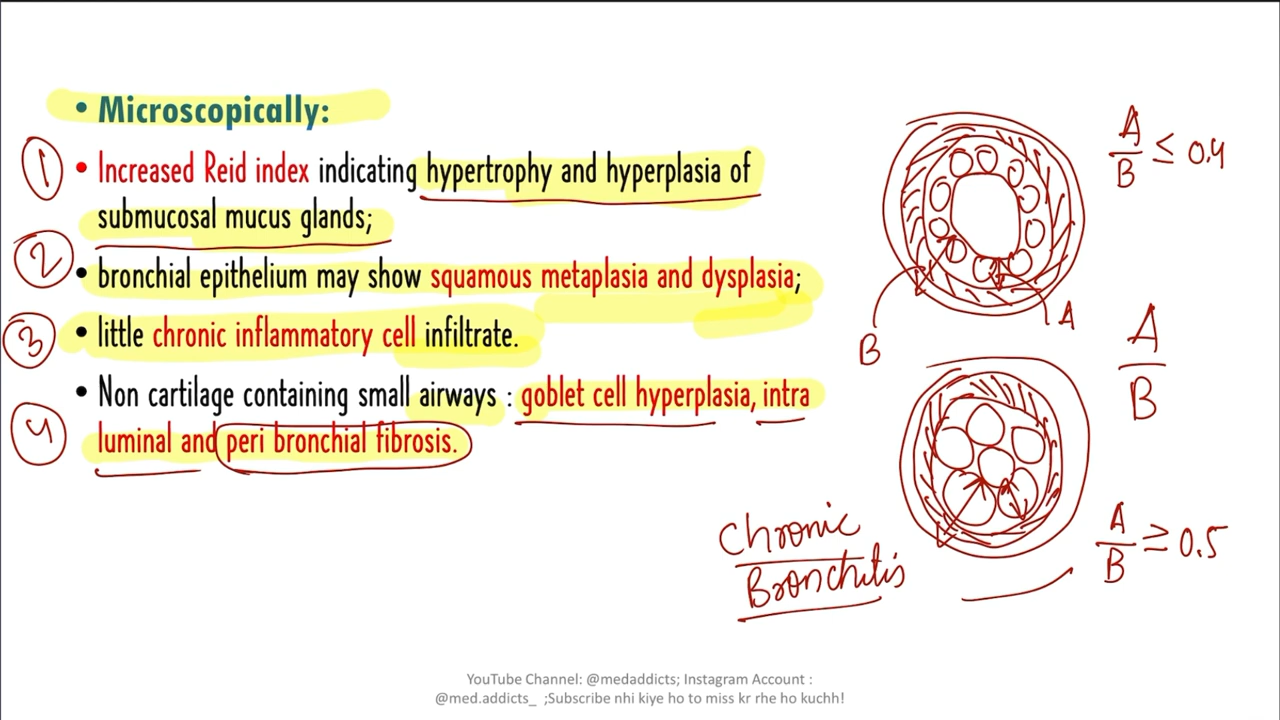 • Microscopically:
1 • Increased Reid index indicating hypertrophy and hyperplasia of
submucosal mucus glands;
2 • bronchial epithelium may show squamous metaplasia and dysplasia;
3 • little chronic inflammatory cell infiltrate.
• Non cartilage containing small airways : goblet cell hyperplasia, intra
4 luminal and peri bronchial fibrosis.
A/B ≤ 0.4
B
A
A/B
A/B ≥ 0.5
Chronic
Bronchitis
YouTube Channel: @medaddicts; Instagram Account :
@med.addicts_ ;Subscribe nhi kiye ho to miss kr rhe ho kuchh!